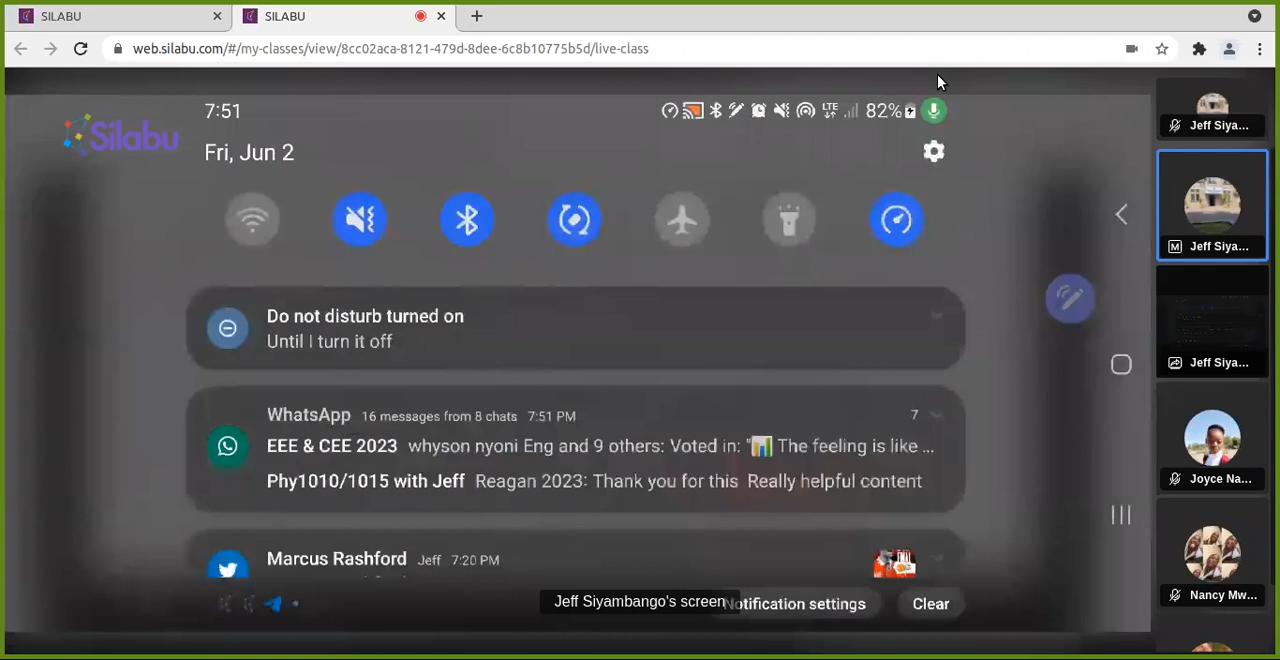 SILABU
SILABU
web.silabu.com/#/my-classes/view/8cc02aca-8121-479d-8dee-6c8b10775b5d/live-class
Silabu
7:51
LTE
82%
Fri, Jun 2
Do not disturb turned on
Until I turn it off
WhatsApp 16 messages from 8 chats 7:51 PM
7
EEE & CEE 2023 whyson nyoni Eng and 9 others: Voted in: "📊 The feeling is like ...
Phy1010/1015 with Jeff Reagan 2023: Thank you for this Really helpful content
Marcus Rashford Jeff 7:20 PM
Jeff Siyambango's screen
Notification settings
Clear
Jeff Siya...
M Jeff Siya...
Jeff Siya...
Joyce Na...
Nancy Mw...